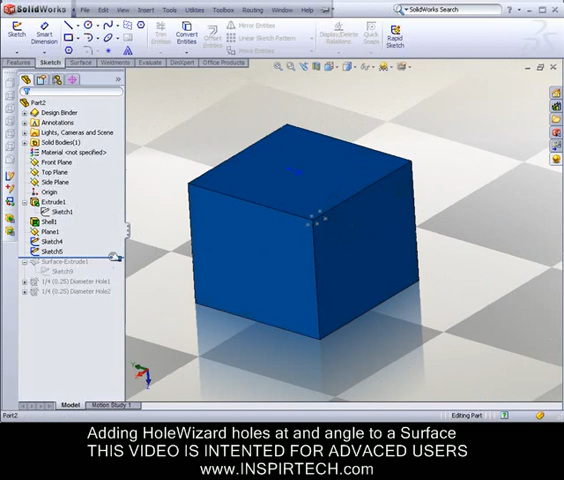 SolidWorks
File Edit View Insert Tools Toolbox Routing Window Help
SolidWorks Search
Sketch
Smart Dimension
Trim Entities
Convert Entities
Offset Entities
Mirror Entities
Linear Sketch Pattern
Move Entities
Display/Delete Relations
Quick Snaps
Rapid Sketch
Features Sketch Surface Weldments Evaluate DimXpert Office Products
Part2
Design Binder
Annotations
Lights, Cameras and Scene
Solid Bodies(1)
Material <not specified>
Front Plane
Top Plane
Side Plane
Origin
Extrude1
Sketch1
Shell1
Plane1
Sketch4
Sketch5
Surface-Extrude1
Sketch9
1/4 (0.25) Diameter Hole1
1/4 (0.25) Diameter Hole2
Model Motion Study 1
Part2
Editing Part
Adding HoleWizard holes at and angle to a Surface
THIS VIDEO IS INTENTED FOR ADVACED USERS
www.INSPIRTECH.com